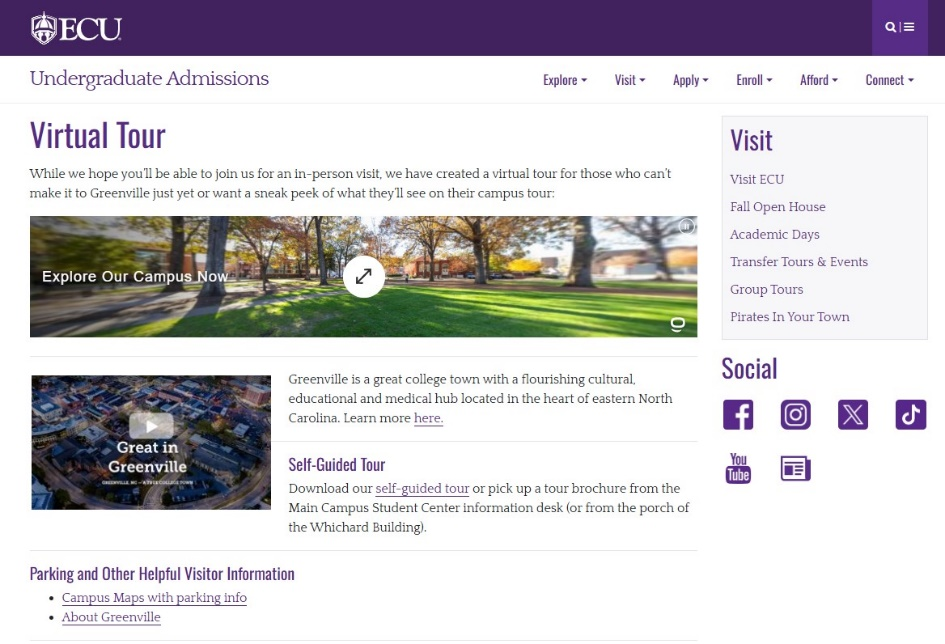 ECU
Undergraduate Admissions
Explore
Visit
Apply
Enroll
Afford
Connect
Virtual Tour
While we hope you'll be able to join us for an in-person visit, we have created a virtual tour for those who can't
make it to Greenville just yet or want a sneak peek of what they'll see on their campus tour:
Explore Our Campus Now
Great in
Greenville
Greenville is a great college town with a flourishing cultural,
educational and medical hub located in the heart of eastern North
Carolina. Learn more here.
Self-Guided Tour
Download our self-guided tour or pick up a tour brochure from the
Main Campus Student Center information desk (or from the porch of
the Whichard Building).
Parking and Other Helpful Visitor Information
Campus Maps with parking info
About Greenville
Visit
Visit ECU
Fall Open House
Academic Days
Transfer Tours & Events
Group Tours
Pirates In Your Town
Social
You
Tube